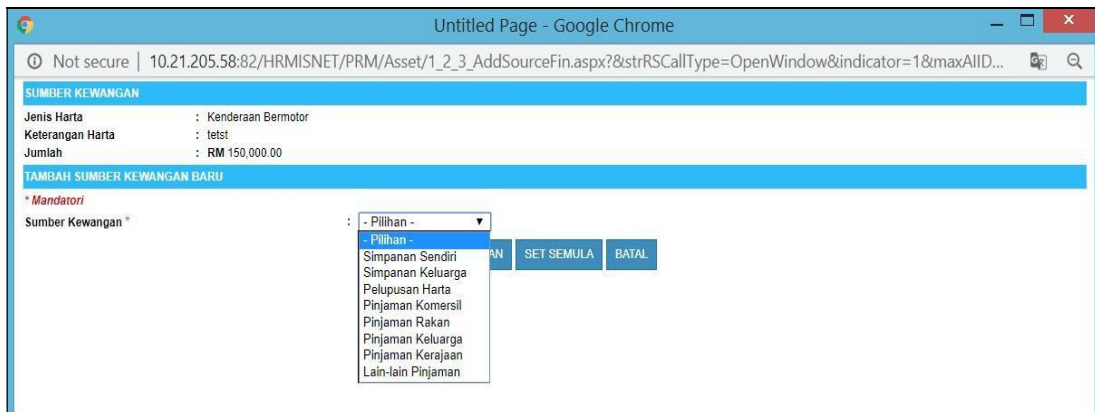 Untitled Page - Google Chrome
Not secure | 10.21.205.58:82/HRMISNET/PRM/Asset/1_2_3_AddSourceFin.aspx?&strRSCallType=OpenWindow&indicator=1&maxAllD...
SUMBER KEWANGAN
Jenis Harta : Kenderaan Bermotor
Keterangan Harta : tetst
Jumlah : RM 150,000.00
TAMBAH SUMBER KEWANGAN BARU
* Mandatori
Sumber Kewangan * : - Pilihan -
- Pilihan -
AN SET SEMULA BATAL
Simpanan Sendiri
Simpanan Keluarga
Pelupusan Harta
Pinjaman Komersil
Pinjaman Rakan
Pinjaman Keluarga
Pinjaman Kerajaan
Lain-lain Pinjaman